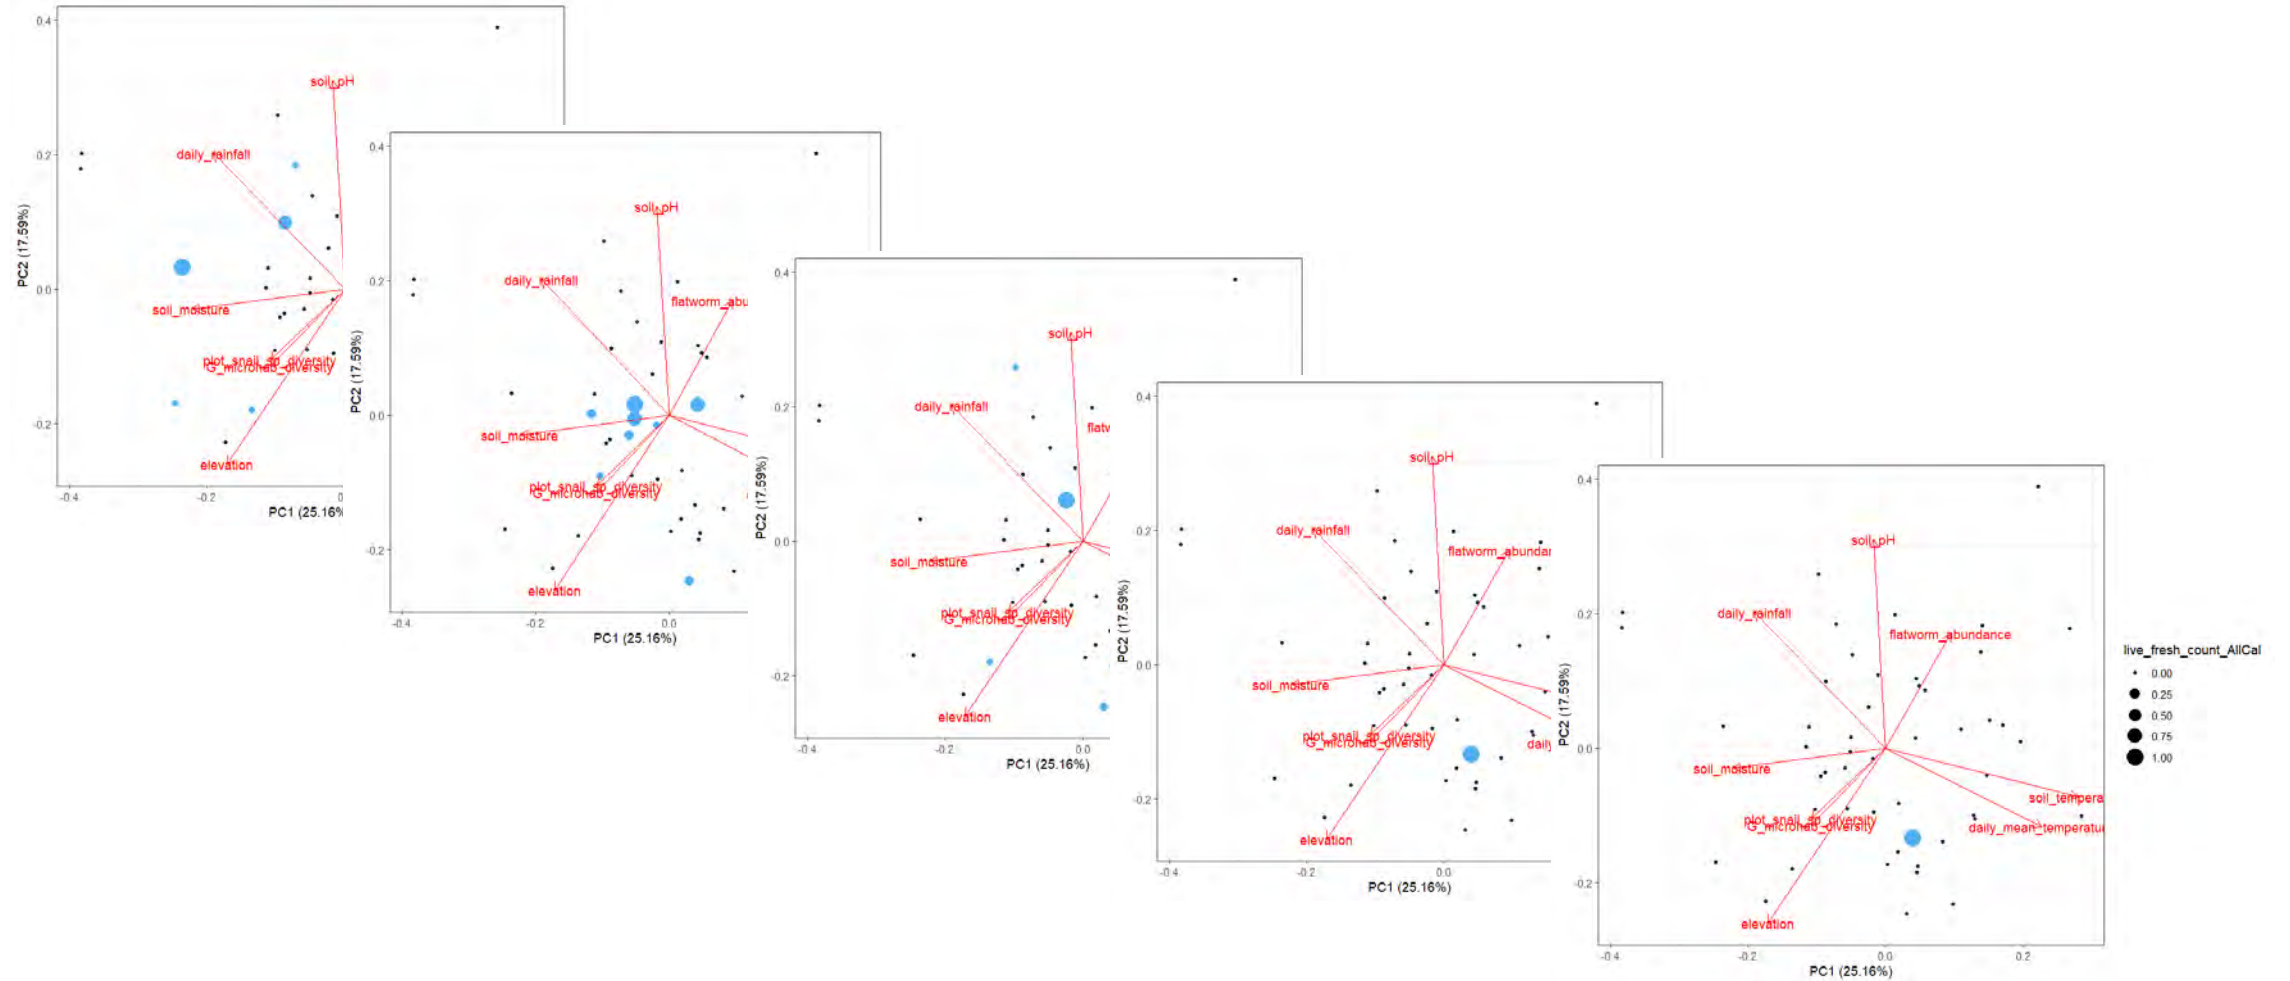 0.4
soil_pH
daily_rainfall
0.2
PC2 (17.59%)
0.0
soil_moisture
plot_snail_sp_diversity
G_microhab_diversity
-0.2
elevation
-0.4
-0.2
0
PC1 (25.16%
0.4
soil_pH
daily_rainfall
0.2
flatworm_abu
PC2 (17.59%)
0.0
soil_moisture
plot_snail_sp_diversity
G_microhab_diversity
-0.2
elevation
-0.4
-0.2
0.0
PC1 (25.16%)
0.4
soil_pH
daily_rainfall
0.2
flatw
PC2 (17.59%)
0.0
soil_moisture
plot_snail_sp_diversity
G_microhab_diversity
-0.2
elevation
-0.4
-0.2
0.0
PC1 (25.16%)
0.4
soil_pH
daily_rainfall
0.2
flatworm_abundan
PC2 (17.59%)
0.0
soil_moisture
plot_snail_sp_diversity
G_microhab_diversity
daily
-0.2
elevation
-0.4
-0.2
0.0
PC1 (25.16%)
0.4
soil_pH
daily_rainfall
0.2
flatworm_abundance
PC2 (17.59%)
0.0
soil_moisture
soil_tempera
plot_snail_sp_diversity
G_microhab_diversity
daily_mean_temperatu
-0.2
elevation
-0.4
-0.2
0.0
0.2
PC1 (25.16%)
live_fresh_count_AllCal
0.00
0.25
0.50
0.75
1.00